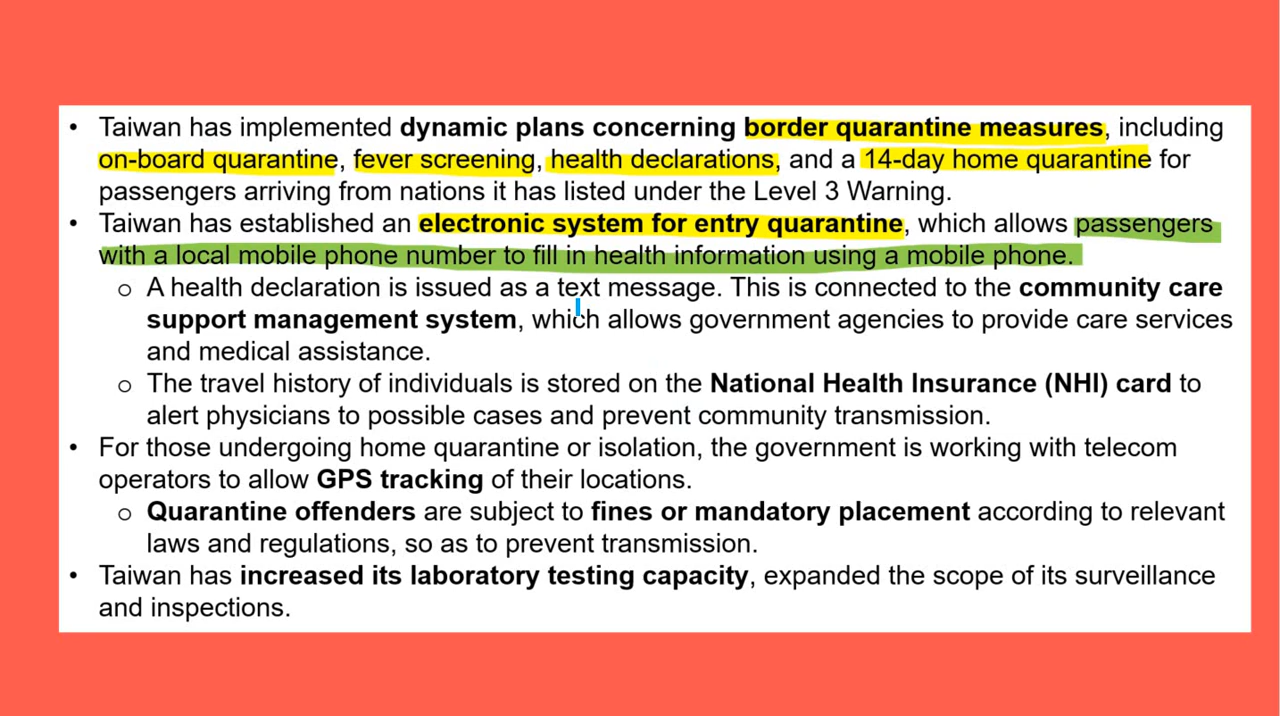 • Taiwan has implemented dynamic plans concerning border quarantine measures, including
on-board quarantine, fever screening, health declarations, and a 14-day home quarantine for
passengers arriving from nations it has listed under the Level 3 Warning.
• Taiwan has established an electronic system for entry quarantine, which allows passengers
with a local mobile phone number to fill in health information using a mobile phone.
o A health declaration is issued as a text message. This is connected to the community care
support management system, which allows government agencies to provide care services
and medical assistance.
o The travel history of individuals is stored on the National Health Insurance (NHI) card to
alert physicians to possible cases and prevent community transmission.
• For those undergoing home quarantine or isolation, the government is working with telecom
operators to allow GPS tracking of their locations.
o Quarantine offenders are subject to fines or mandatory placement according to relevant
laws and regulations, so as to prevent transmission.
• Taiwan has increased its laboratory testing capacity, expanded the scope of its surveillance
and inspections.